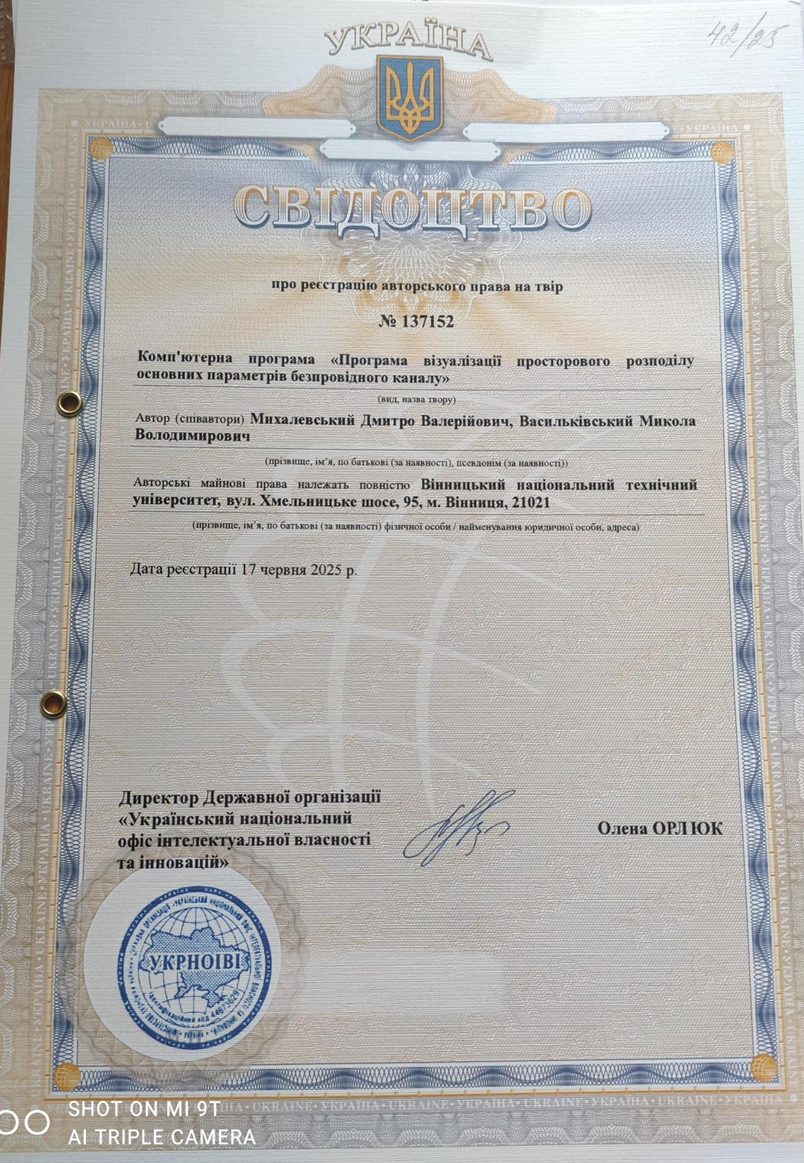 УКРАЇНА
42/25
СВІДОЦТВО
про реєстрацію авторського права на твір
№ 137152
Комп'ютерна програма «Програма візуалізації просторового розподілу
основних параметрів безпровідного каналу»
(вид, назва твору)
Автор (співавтори) Михалевський Дмитро Валерійович, Васильківський Микола
Володимирович
(прізвище, ім'я, по батькові (за наявності), псевдонім (за наявності))
Авторські майнові права належать повністю Вінницький національний технічний
університет, вул. Хмельницьке шосе, 95, м. Вінниця, 21021
(прізвище, ім'я, по батькові (за наявності) фізичної особи / найменування юридичної особи, адреса)
Дата реєстрації 17 червня 2025 р.
Директор Державної організації
«Український національний
офіс інтелектуальної власності
та інновацій»
Олена ОРЛЮК
УКРНОІВІ
SHOT ON MI 9T
AI TRIPLE CAMERA